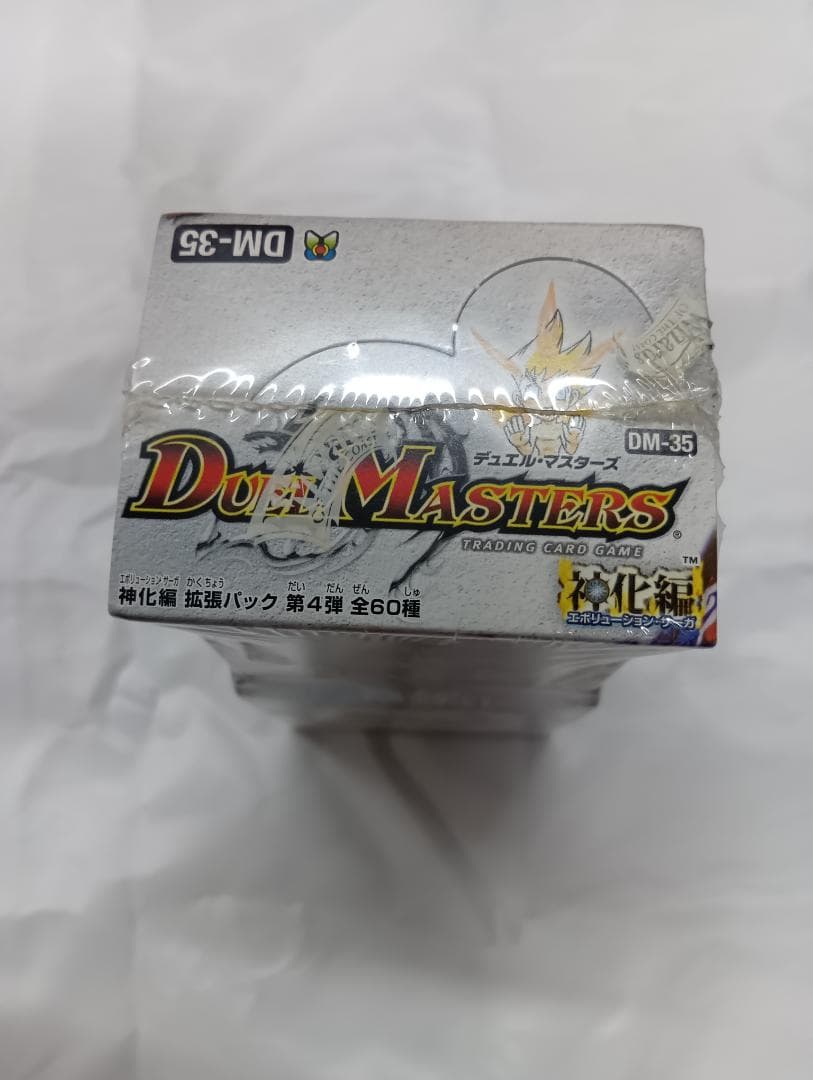 DM-35
DM-35
デュエル・マスターズ
DUEL MASTERS®
TRADING CARD GAME
TM
エボリューション・サーガ かくちょう だい だん ぜん しゅ
神化編 拡張パック 第4弾 全60種
神化編
エボリューション・サーガ